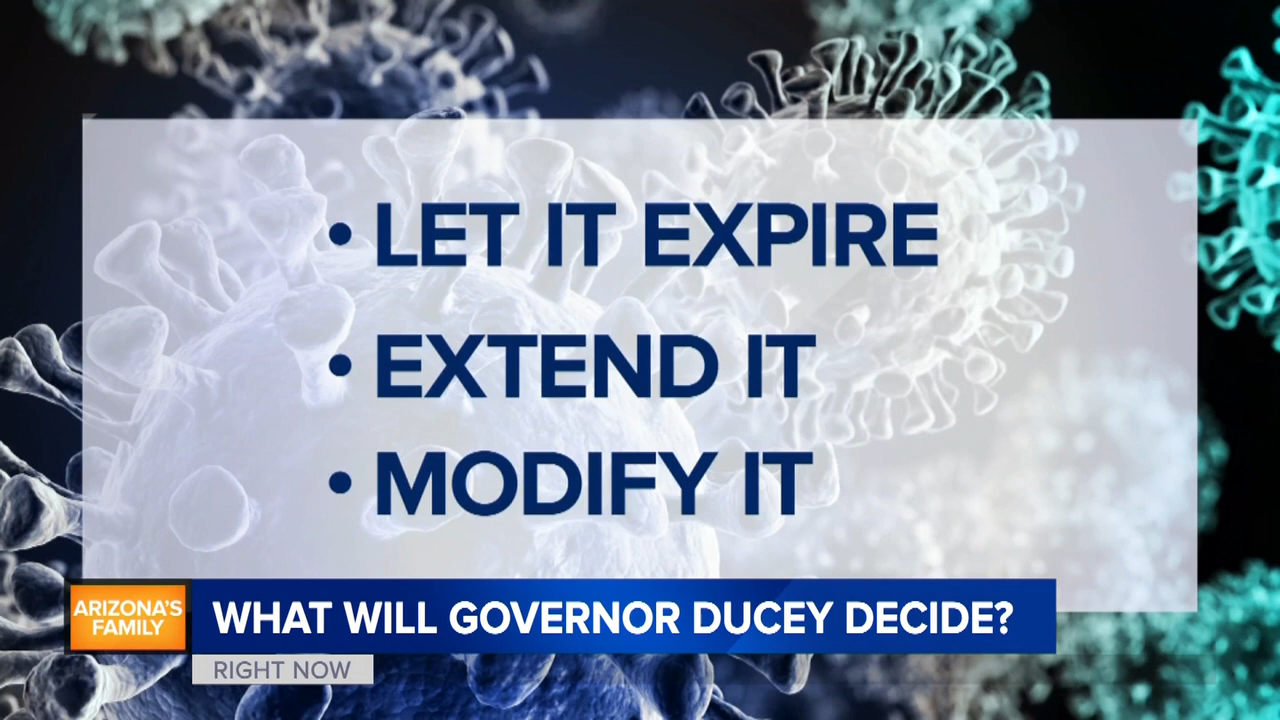 • LET IT EXPIRE
• EXTEND IT
• MODIFY IT
ARIZONA'S
FAMILY
WHAT WILL GOVERNOR DUCEY DECIDE?
RIGHT NOW